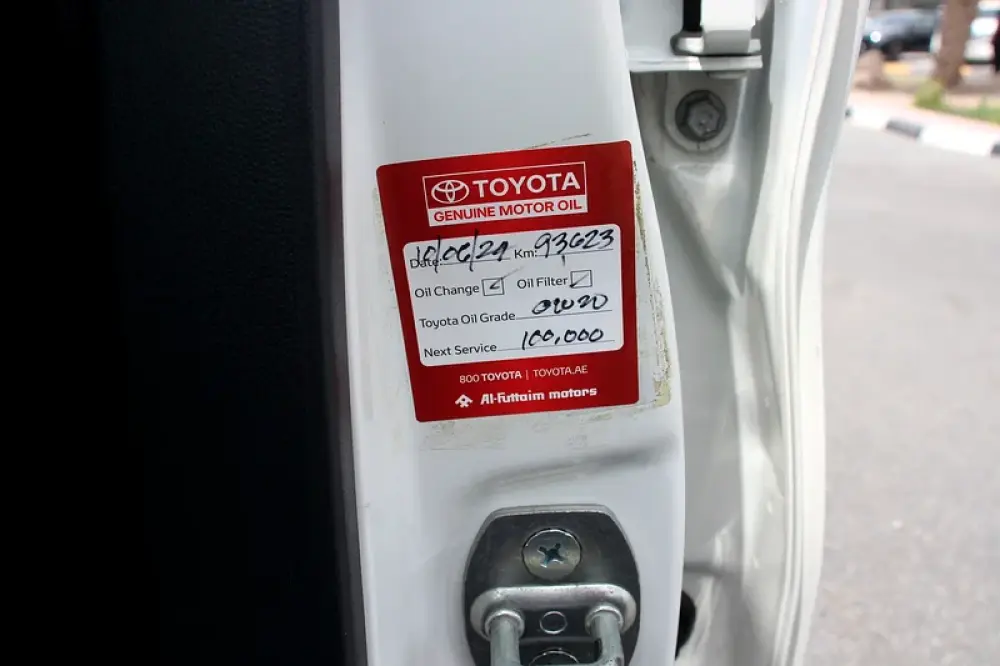 TOYOTA
GENUINE MOTOR OIL
Date: 10/06/24 Km: 93623
Oil Change ✓ Oil Filter ✓
Toyota Oil Grade 0W20
Next Service 100,000
800 TOYOTA | TOYOTA.AE
Al-Futtaim motors